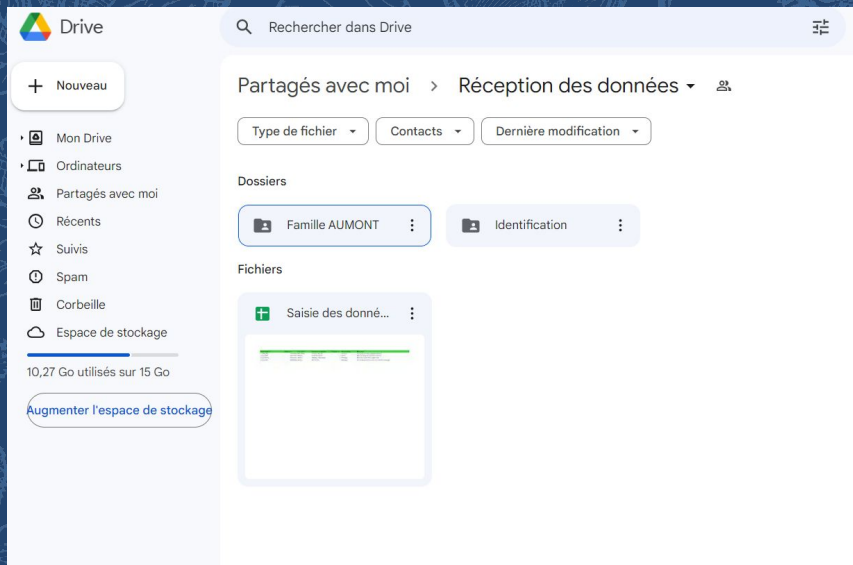 Drive
Rechercher dans Drive
Nouveau
Mon Drive
Ordinateurs
Partagés avec moi
Récents
Suivis
Spam
Corbeille
Espace de stockage
10,27 Go utilisés sur 15 Go
Augmenter l'espace de stockage
Partagés avec moi > Réception des données
Type de fichier Contacts Dernière modification
Dossiers
Famille AUMONT Identification
Fichiers
Saisie des donné...